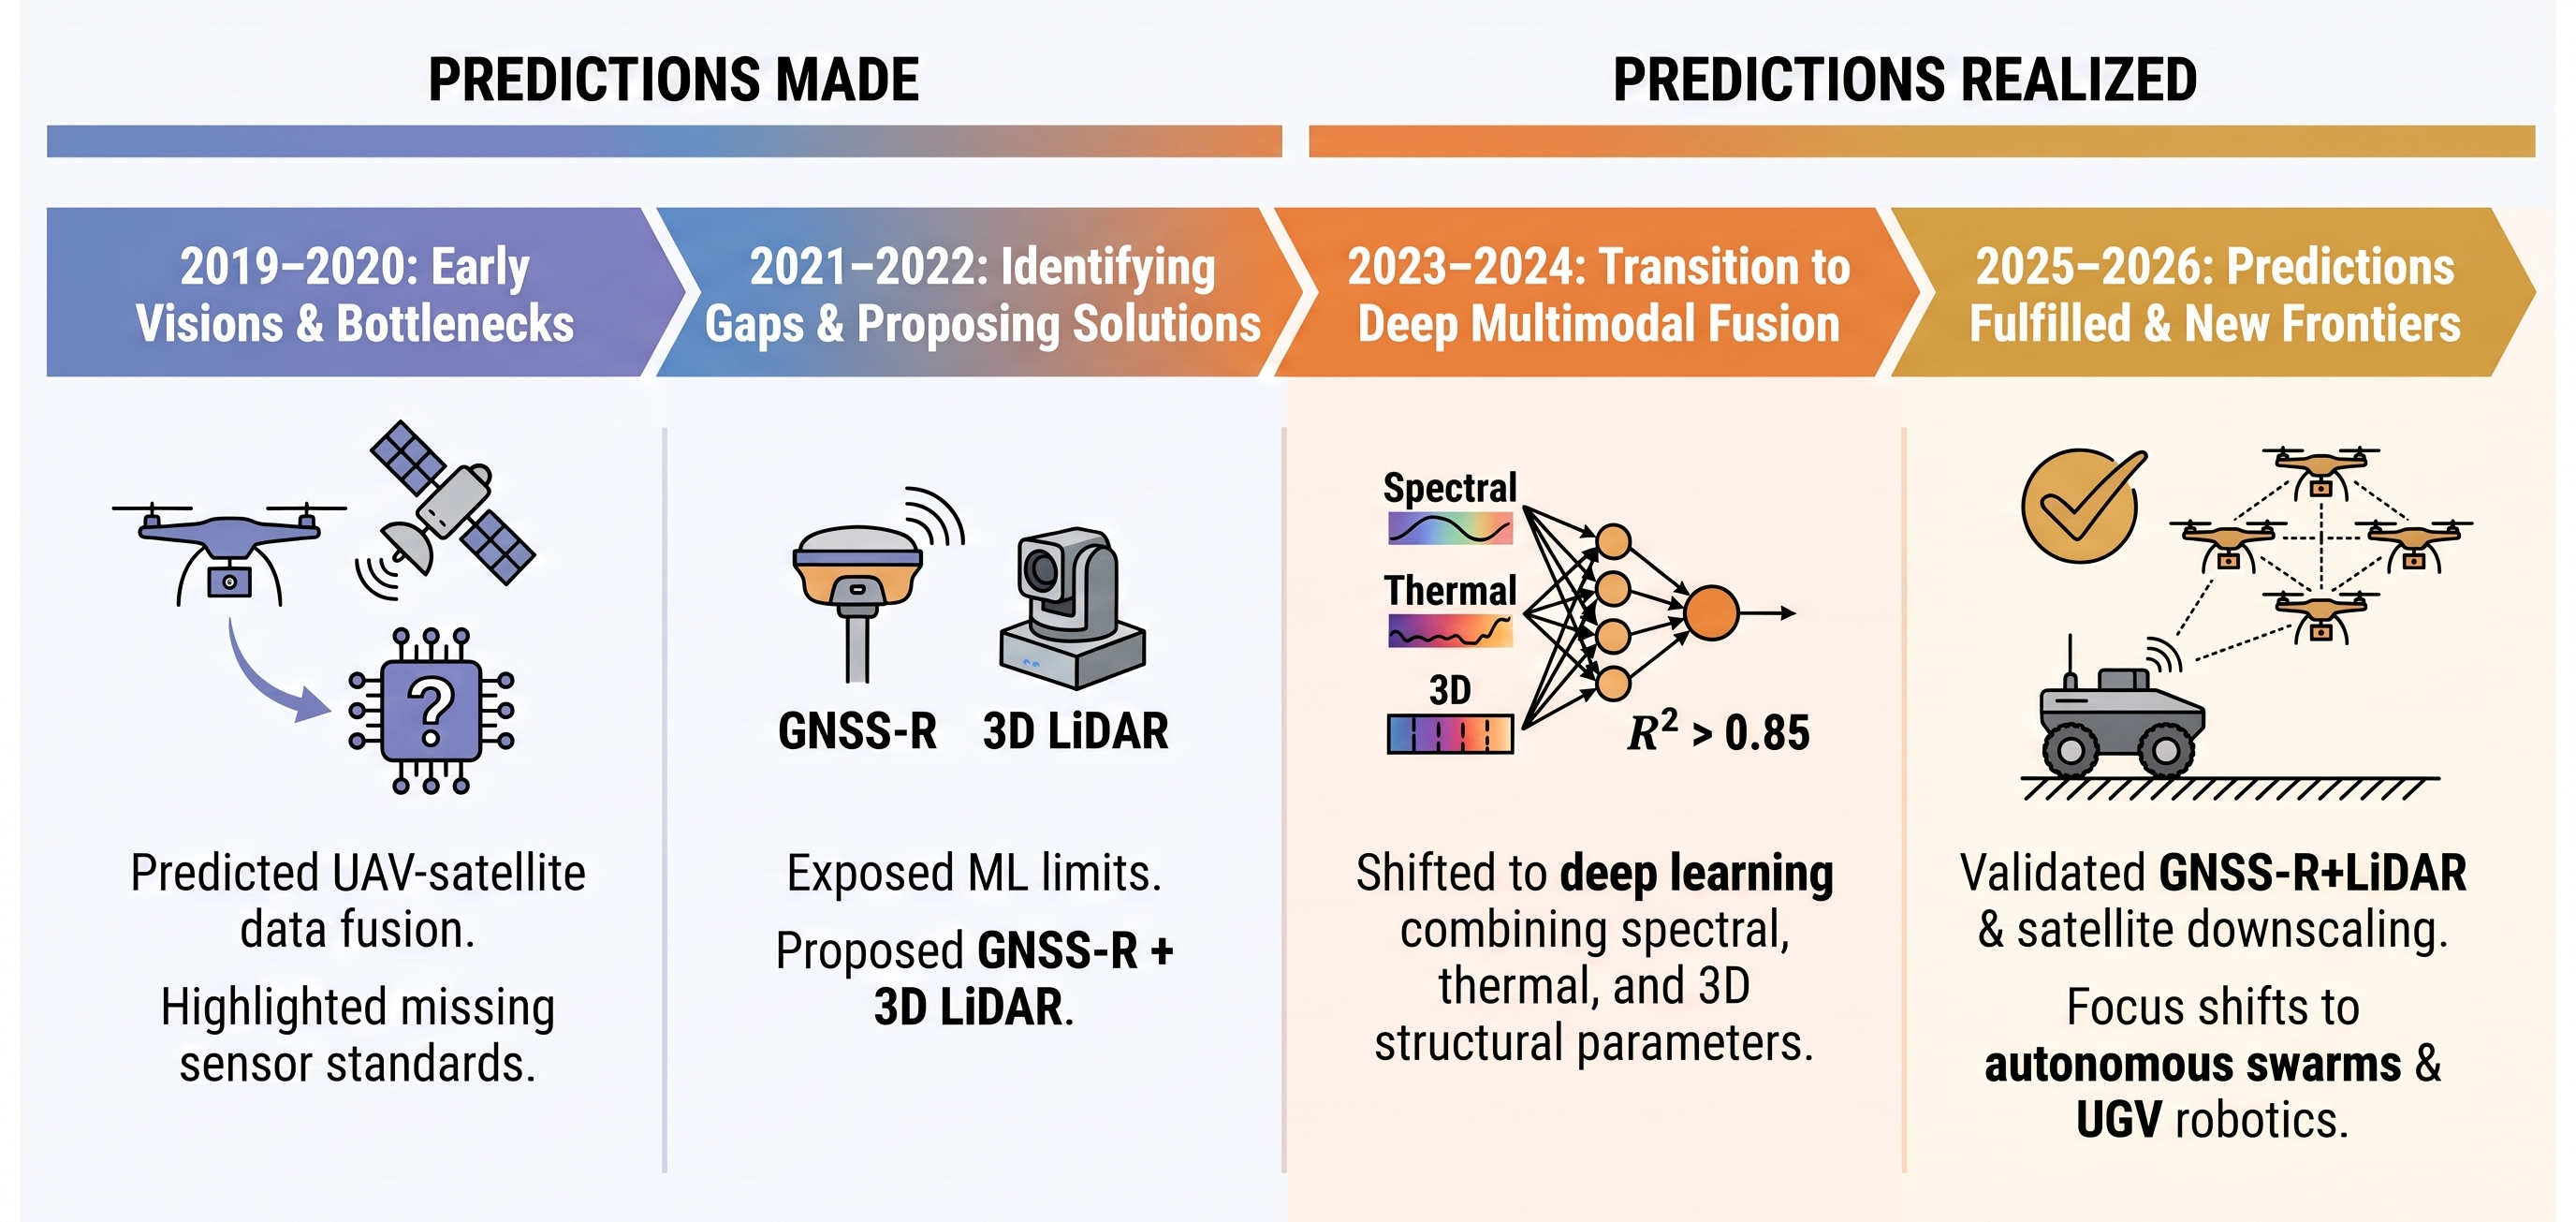 PREDICTIONS MADE
PREDICTIONS REALIZED
2019–2020: Early
Visions & Bottlenecks
2021–2022: Identifying
Gaps & Proposing Solutions
2023–2024: Transition to
Deep Multimodal Fusion
2025–2026: Predictions
Fulfilled & New Frontiers
?
Predicted UAV-satellite
data fusion.
Highlighted missing
sensor standards.
GNSS-R
3D LiDAR
Exposed ML limits.
Proposed GNSS-R +
3D LiDAR.
Spectral
Thermal
3D
R² > 0.85
Shifted to deep learning
combining spectral,
thermal, and 3D
structural parameters.
Validated GNSS-R+LiDAR
& satellite downscaling.
Focus shifts to
autonomous swarms &
UGV robotics.